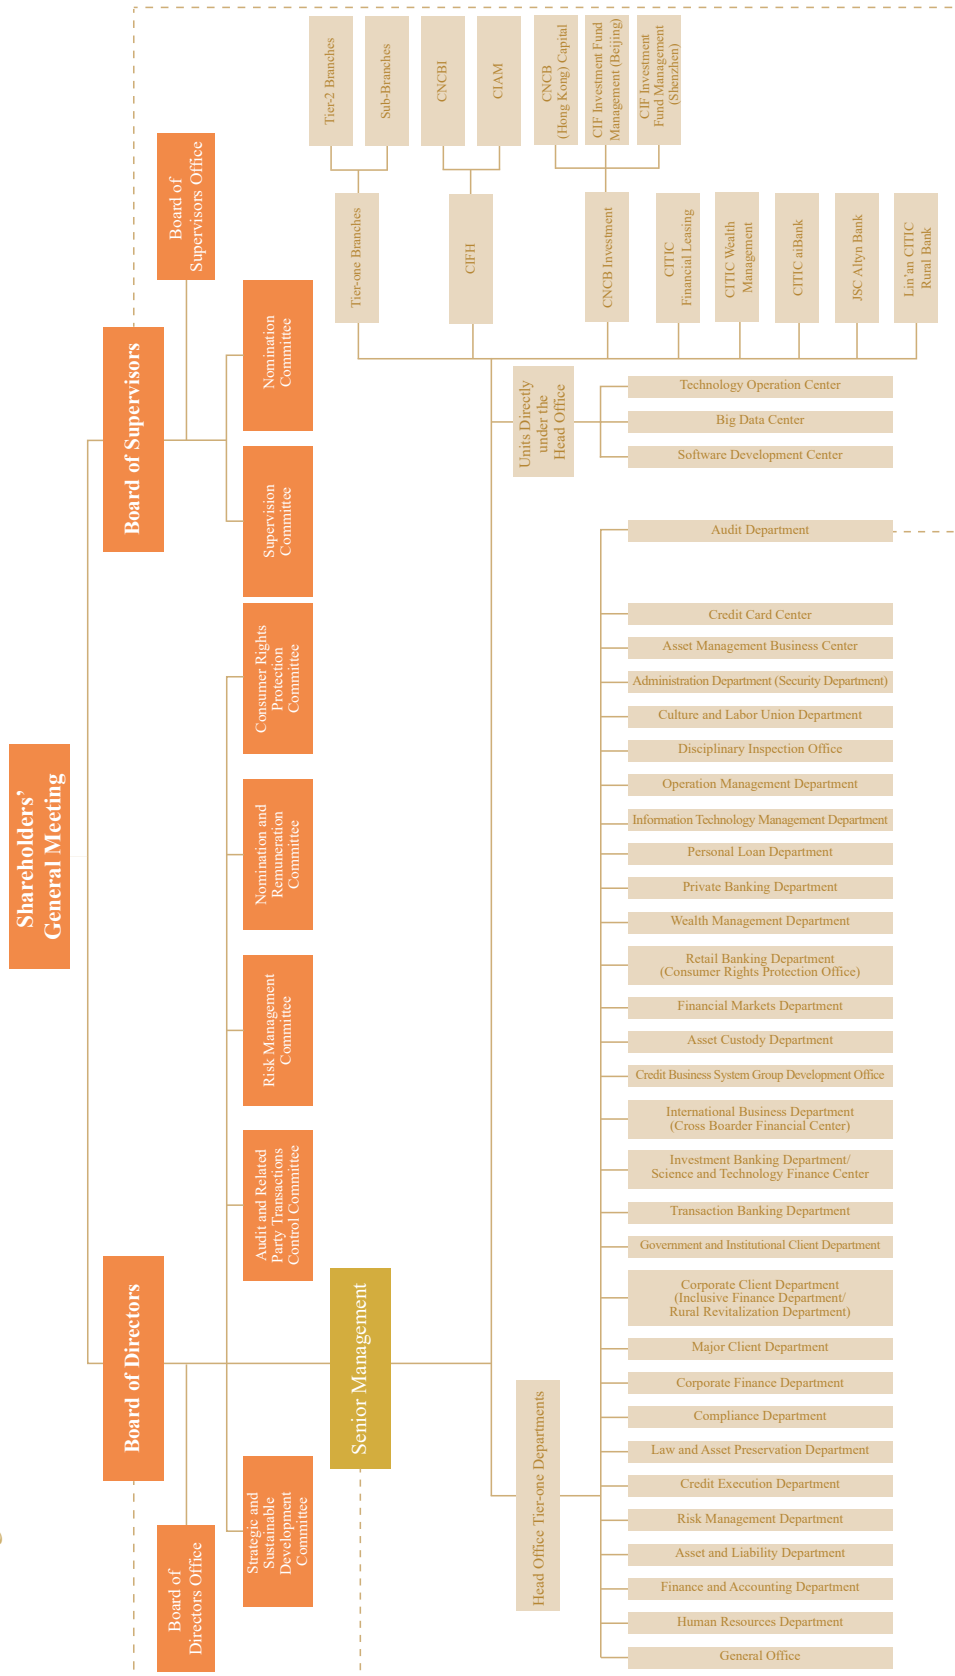 Shareholders’
General Meeting
Board of Directors
Board of Supervisors
Board of
Directors Office
Board of
Supervisors Office
Strategic and
Sustainable
Development
Committee
Audit and Related
Party Transactions
Control Committee
Risk Management
Committee
Nomination and
Remuneration
Committee
Consumer Rights
Protection
Committee
Supervision
Committee
Nomination
Committee
Senior Management
Tier-2 Branches
Sub-Branches
CNCBI
CIAM
CNCB
(Hong Kong) Capital
CIF Investment Fund
Management (Beijing)
CIF Investment
Fund Management
(Shenzhen)
Tier-one Branches
CIFH
CNCB Investment
CITIC
Financial Leasing
CITIC Wealth
Management
CITIC aiBank
JSC Altyn Bank
Lin’an CITIC
Rural Bank
Units Directly
under the
Head Office
Technology Operation Center
Big Data Center
Software Development Center
Head Office Tier-one Departments
Audit Department
Credit Card Center
Asset Management Business Center
Administration Department (Security Department)
Culture and Labor Union Department
Disciplinary Inspection Office
Operation Management Department
Information Technology Management Department
Personal Loan Department
Private Banking Department
Wealth Management Department
Retail Banking Department
(Consumer Rights Protection Office)
Financial Markets Department
Asset Custody Department
Credit Business System Group Development Office
International Business Department
(Cross Boarder Financial Center)
Investment Banking Department/
Science and Technology Finance Center
Transaction Banking Department
Government and Institutional Client Department
Corporate Client Department
(Inclusive Finance Department/
Rural Revitalization Department)
Major Client Department
Corporate Finance Department
Compliance Department
Law and Asset Preservation Department
Credit Execution Department
Risk Management Department
Asset and Liability Department
Finance and Accounting Department
Human Resources Department
General Office